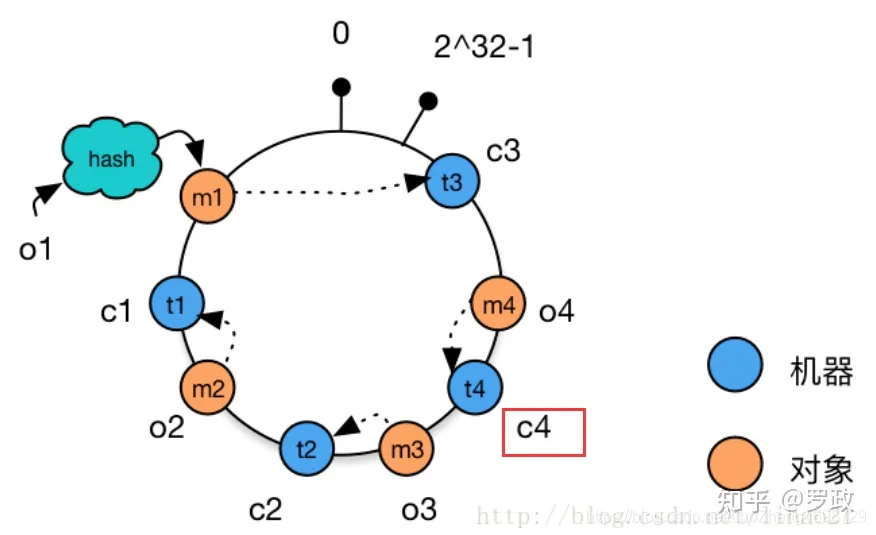 0
2^32-1
hash
c3
m1
t3
o1
c1
t1
m4
o4
m2
t4
o2
c4
t2
m3
c2
o3
机器
对象
知乎 @罗政
http://blog.csdn.net/